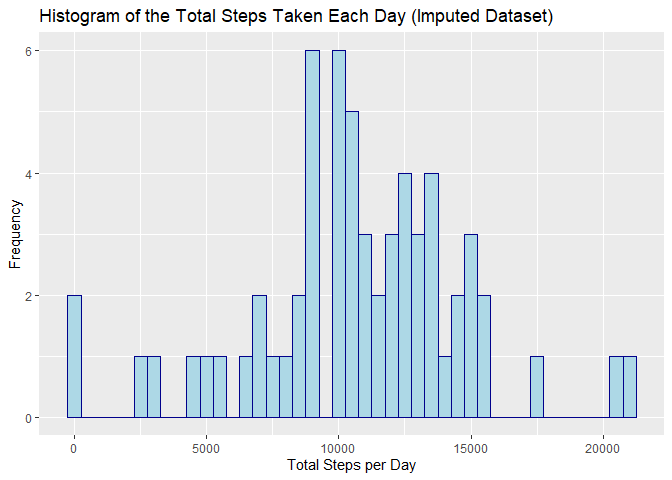 Histogram of the Total Steps Taken Each Day (Imputed Dataset)
6
4
2
0
Frequency
0 5000 10000 15000 20000
Total Steps per Day